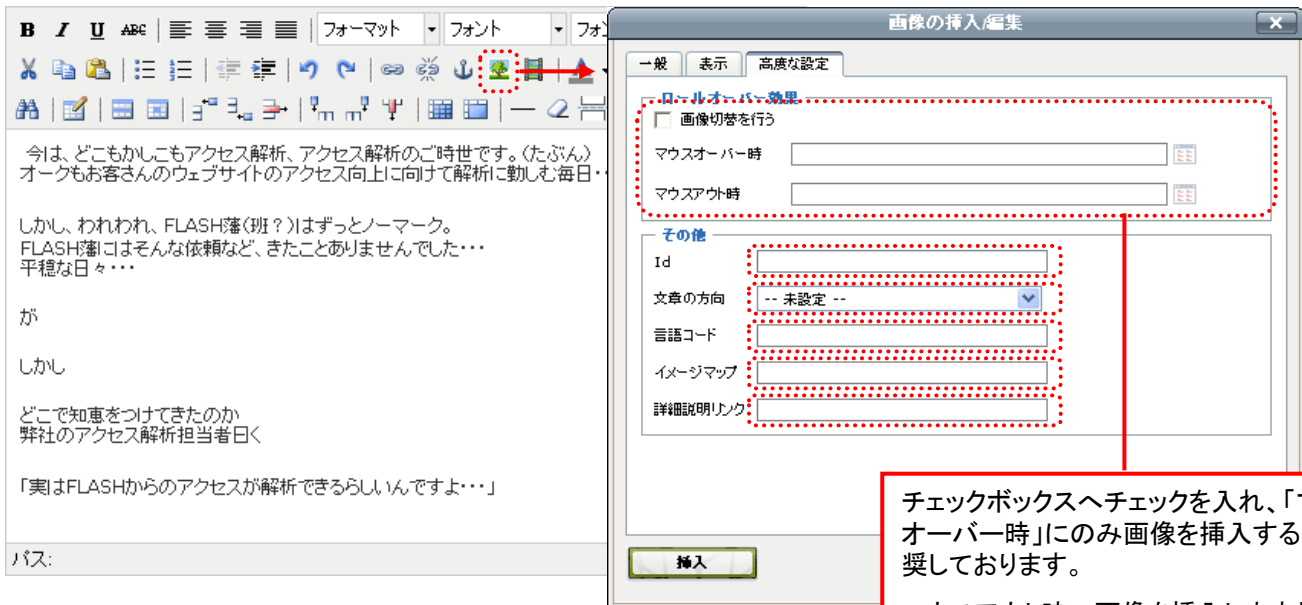 B I U ABC フォーマット フォント
今は、どこもかしこもアクセス解析、アクセス解析のご時世です。(たぶん)
オークもお客さんのウェブサイトのアクセス向上に向けて解析に勤しむ毎日・
しかし、われわれ、FLASH藩(班?)はずっとノーマーク。
FLASH藩にはそんな依頼など、きたことありませんでした・・・
平穏な日々・・・
が
しかし
どこで知恵をつけてきたのか
弊社のアクセス解析担当者曰く
「実はFLASHからのアクセスが解析できるらしいんですよ・・・」
パス:
画像の挿入/編集
一般 表示 高度な設定
ロールオーバー効果
画像切替を行う
マウスオーバー時
マウスアウト時
その他
Id
文章の方向 -- 未設定 --
言語コード
イメージマップ
詳細説明リンク
挿入
チェックボックスへチェックを入れ、「
オーバー時」にのみ画像を挿入する
奨しております。